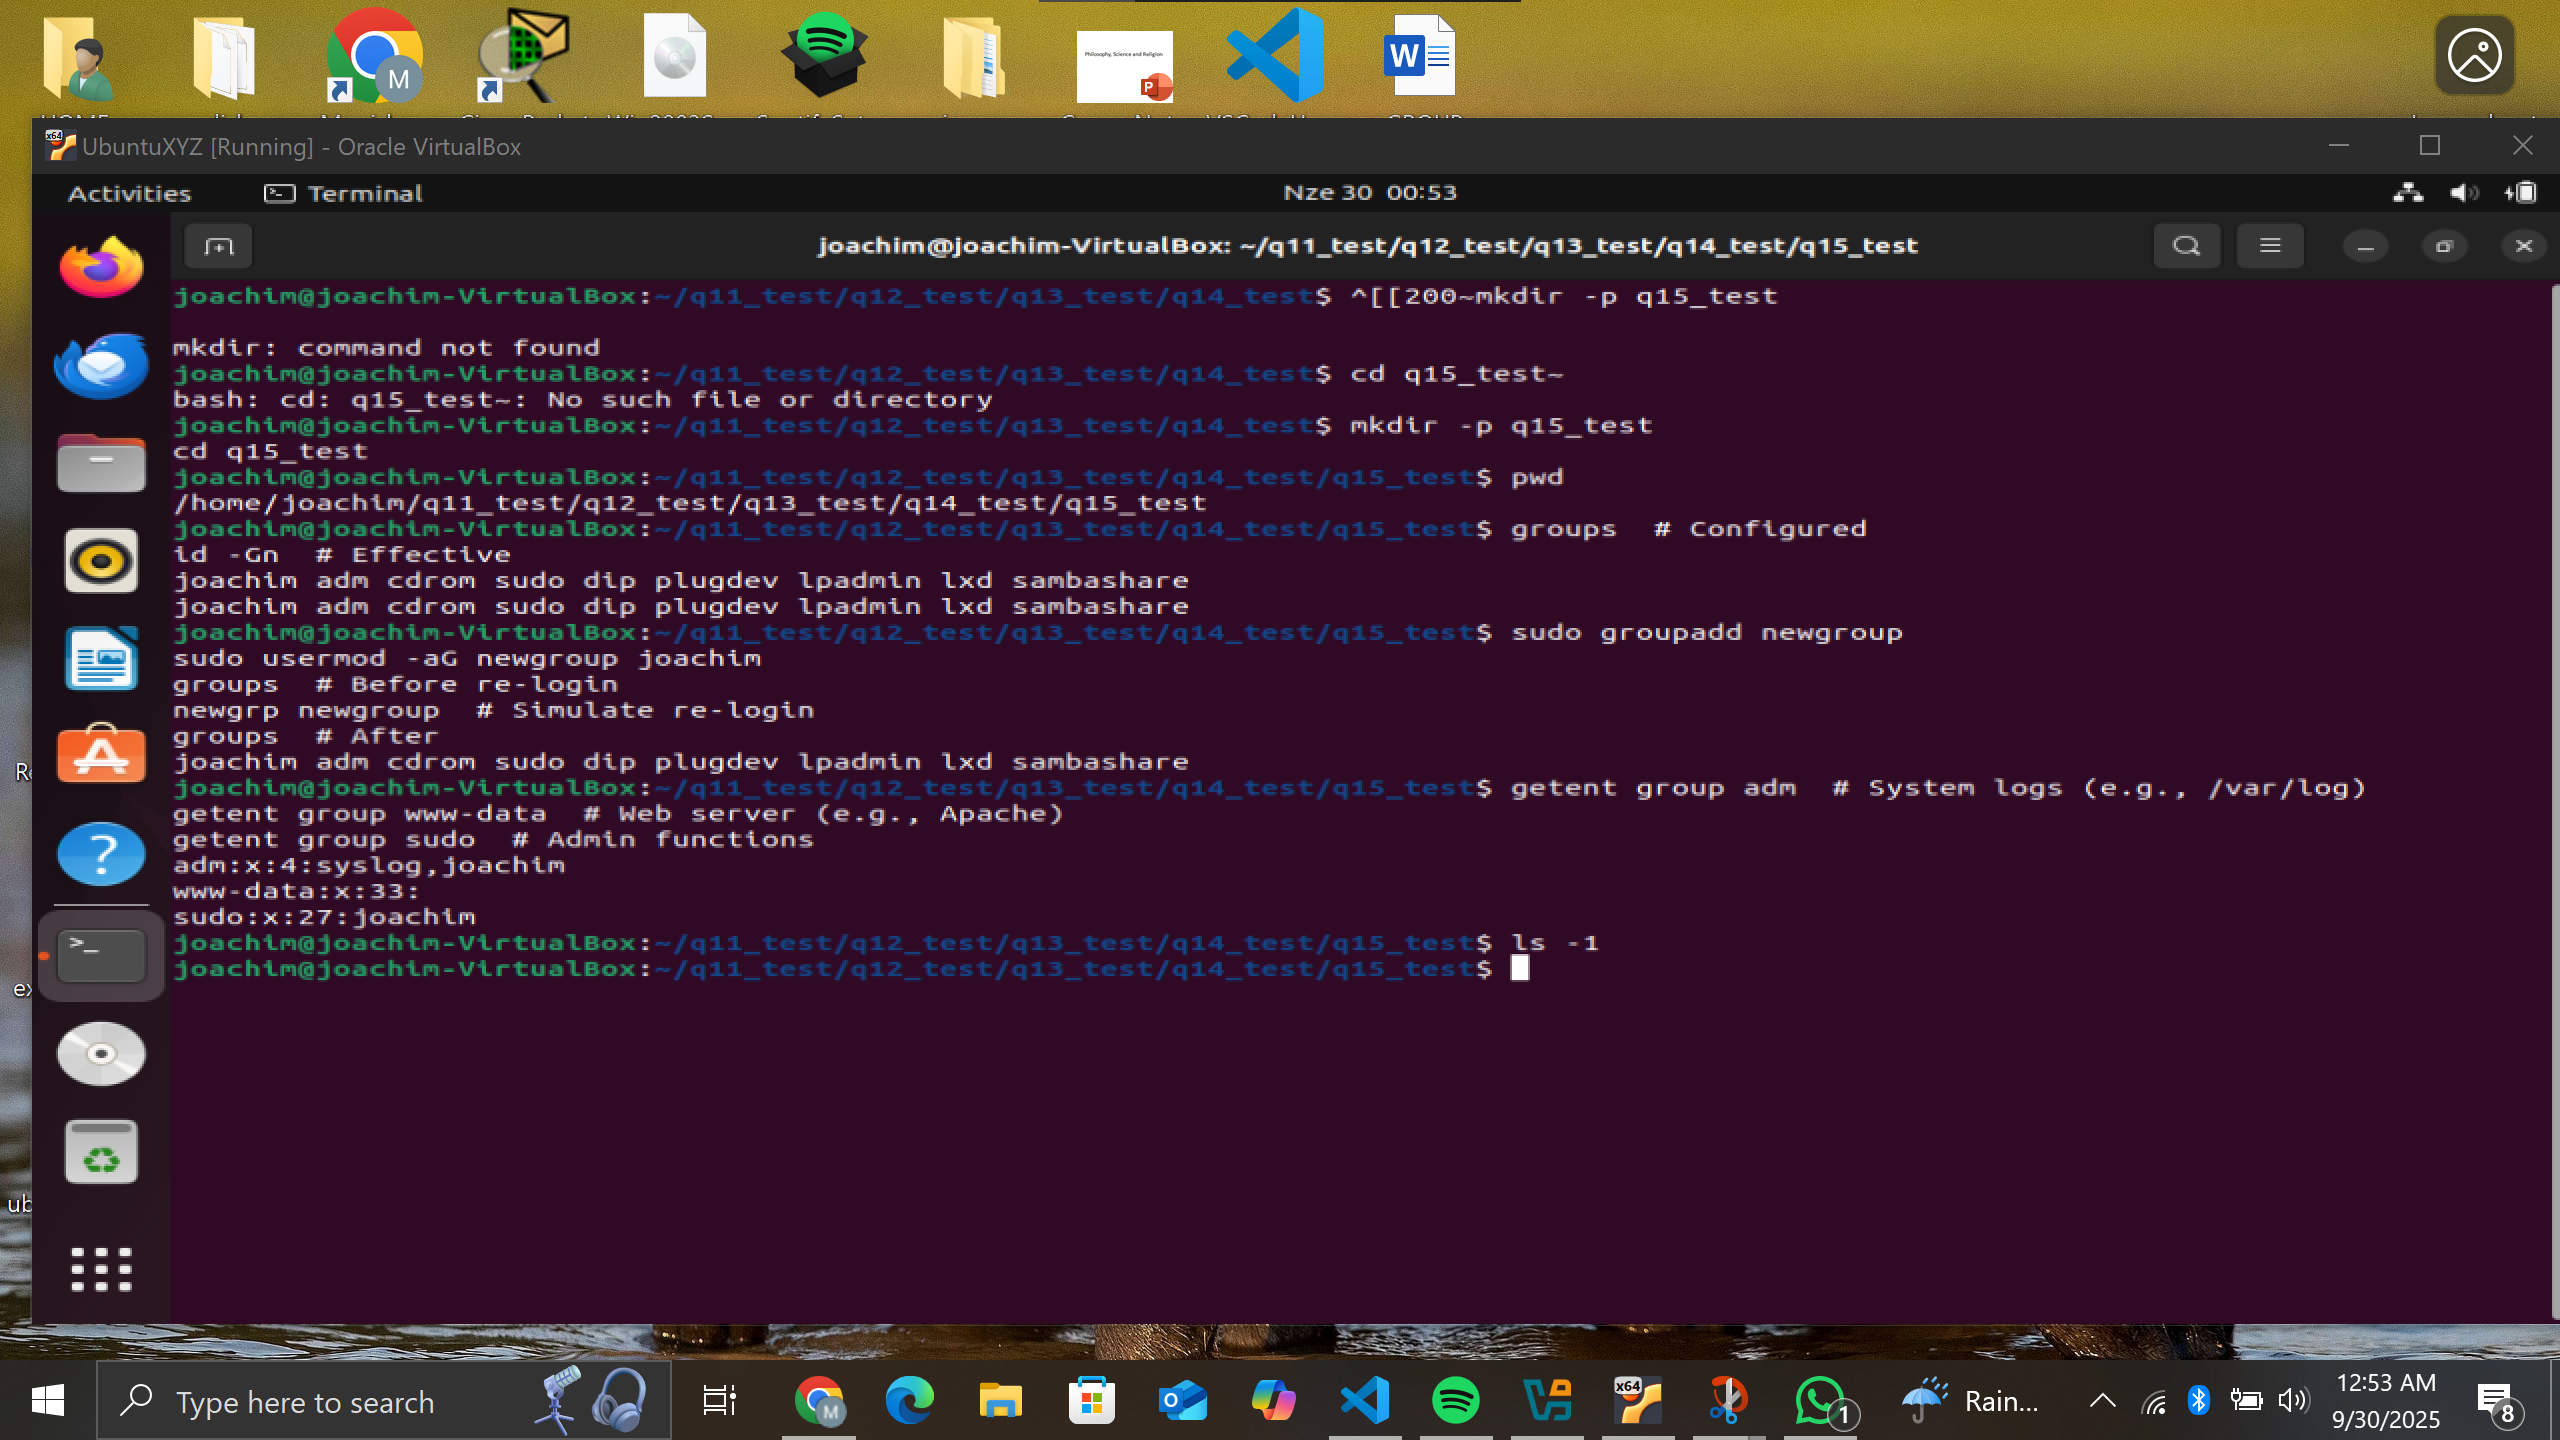 Philosophy, Science and Religion
M
P
W
UbuntuXYZ [Running] - Oracle VirtualBox
Activities
Terminal
Nze 30 00:53
joachim@joachim-VirtualBox: ~/q11_test/q12_test/q13_test/q14_test/q15_test
joachim@joachim-VirtualBox:~/q11_test/q12_test/q13_test/q14_test$ ^[[200~mkdir -p q15_test
mkdir: command not found
joachim@joachim-VirtualBox:~/q11_test/q12_test/q13_test/q14_test$ cd q15_test~
bash: cd: q15_test~: No such file or directory
joachim@joachim-VirtualBox:~/q11_test/q12_test/q13_test/q14_test$ mkdir -p q15_test
cd q15_test
joachim@joachim-VirtualBox:~/q11_test/q12_test/q13_test/q14_test/q15_test$ pwd
/home/joachim/q11_test/q12_test/q13_test/q14_test/q15_test
joachim@joachim-VirtualBox:~/q11_test/q12_test/q13_test/q14_test/q15_test$ groups  # Configured
id -Gn  # Effective
joachim adm cdrom sudo dip plugdev lpadmin lxd sambashare
joachim adm cdrom sudo dip plugdev lpadmin lxd sambashare
joachim@joachim-VirtualBox:~/q11_test/q12_test/q13_test/q14_test/q15_test$ sudo groupadd newgroup
sudo usermod -aG newgroup joachim
groups  # Before re-login
newgrp newgroup  # Simulate re-login
groups  # After
joachim adm cdrom sudo dip plugdev lpadmin lxd sambashare
joachim@joachim-VirtualBox:~/q11_test/q12_test/q13_test/q14_test/q15_test$ getent group adm  # System logs (e.g., /var/log)
getent group www-data  # Web server (e.g., Apache)
getent group sudo  # Admin functions
adm:x:4:syslog,joachim
www-data:x:33:
sudo:x:27:joachim
joachim@joachim-VirtualBox:~/q11_test/q12_test/q13_test/q14_test/q15_test$ ls -1
joachim@joachim-VirtualBox:~/q11_test/q12_test/q13_test/q14_test/q15_test$
Type here to search
M
x64
1
Rain...
12:53 AM
9/30/2025
8